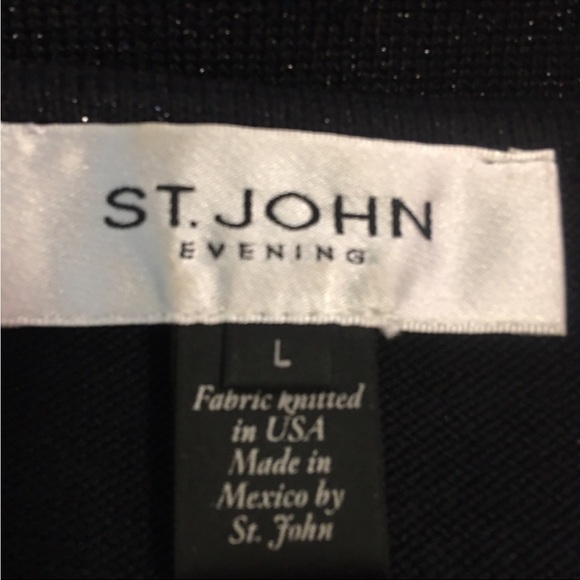 ST. JOHN
EVENING
L
Fabric knitted
in USA
Made in
Mexico by
St. John